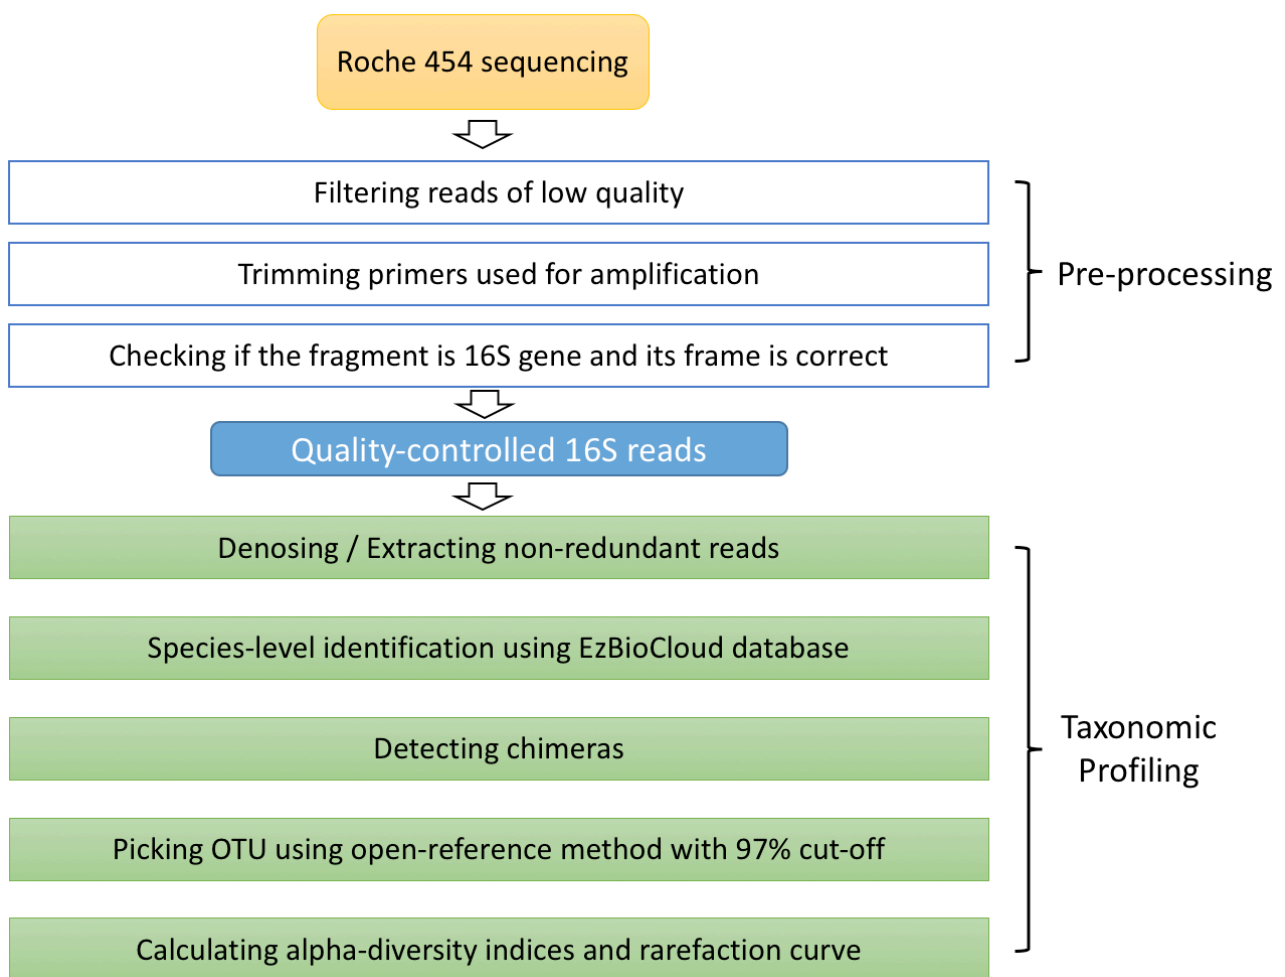 Roche 454 sequencing
Filtering reads of low quality
Trimming primers used for amplification
Pre-processing
Checking if the fragment is 16S gene and its frame is correct
Quality-controlled 16S reads
Denosing / Extracting non-redundant reads
Species-level identification using EzBioCloud database
Detecting chimeras
Taxonomic
Profiling
Picking OTU using open-reference method with 97% cut-off
Calculating alpha-diversity indices and rarefaction curve